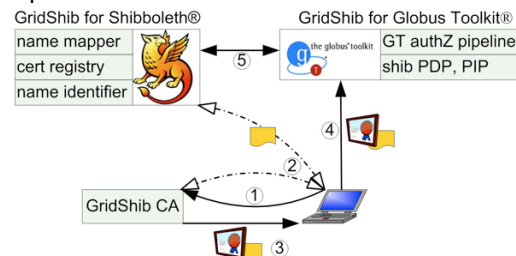 GridShib for Shibboleth®
GridShib for Globus Toolkit®
name mapper
cert registry
name identifier
the globus toolkit
g
T
GT authZ pipeline
shib PDP, PIP
5
4
2
1
GridShib CA
3